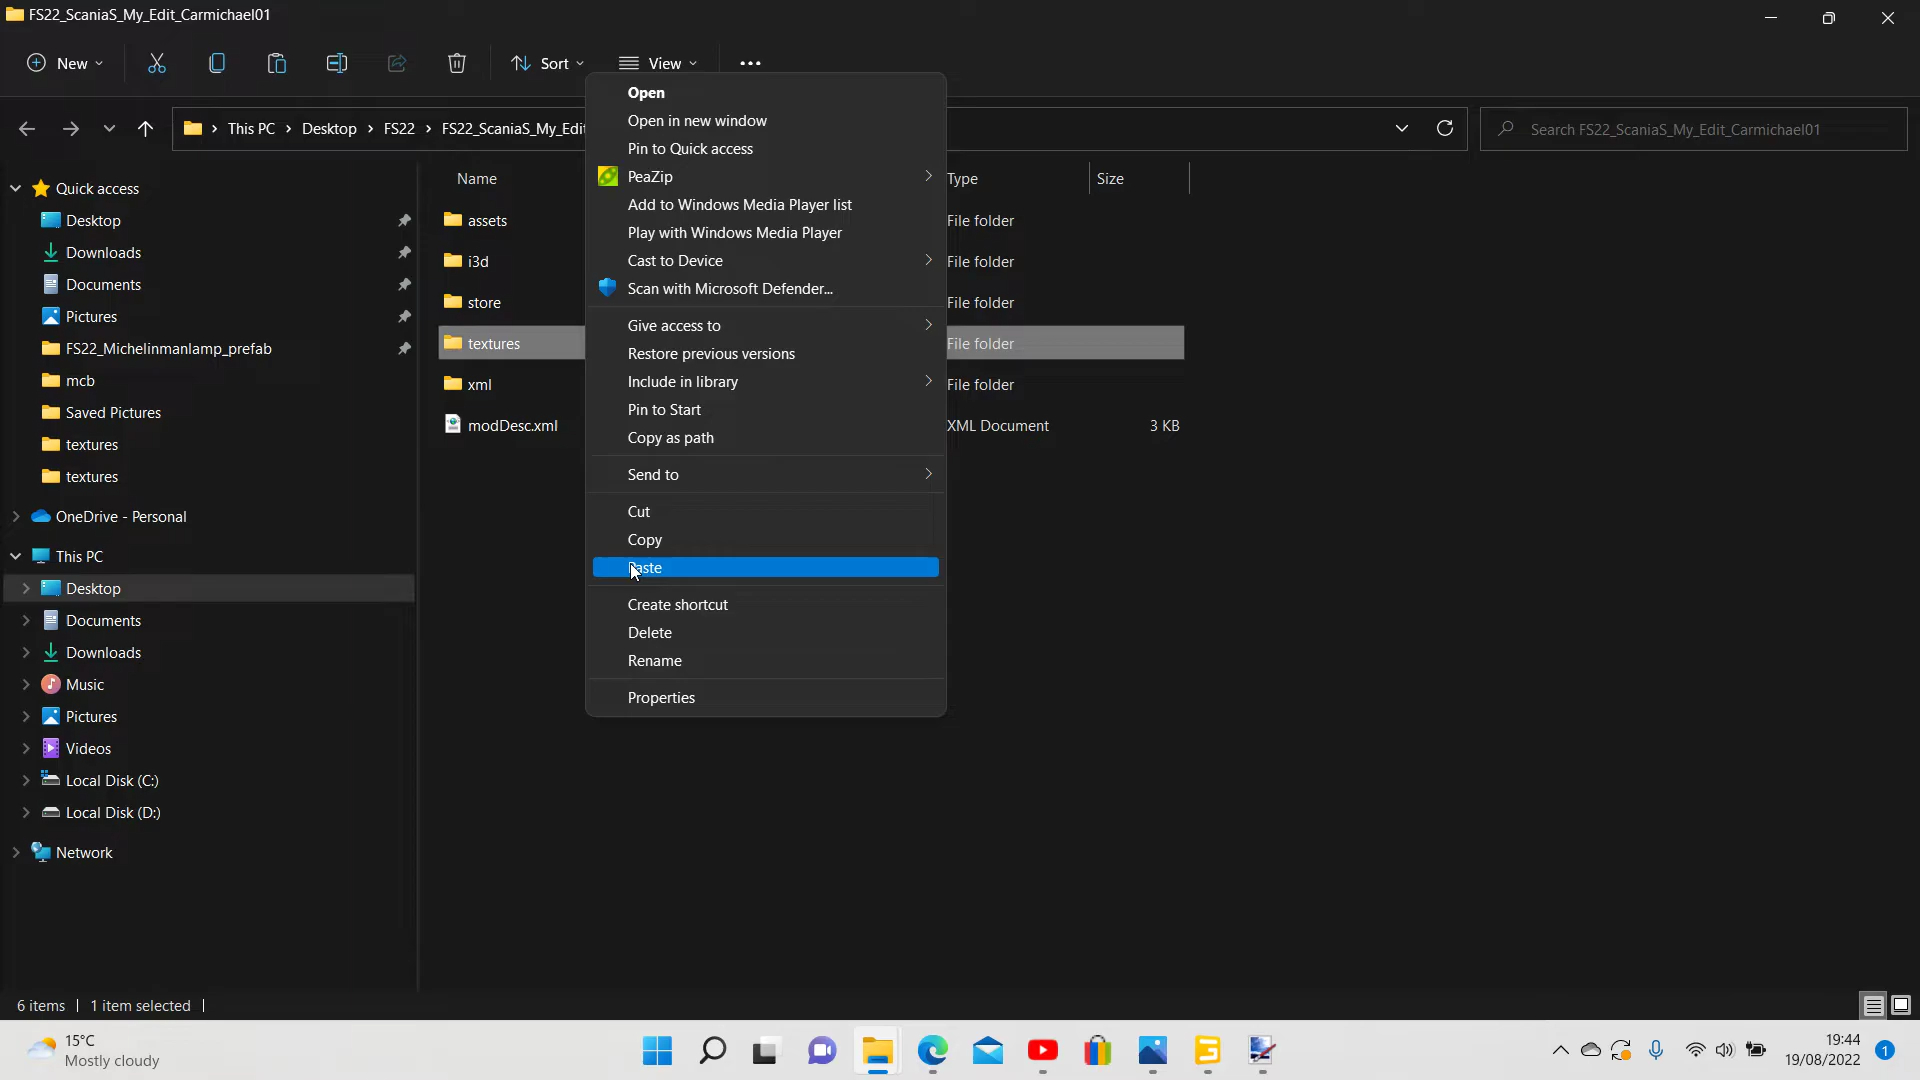 FS22_ScaniaS_My_Edit_Carmichael01
New
Sort
View
This PC
Desktop
FS22
FS22_ScaniaS_My_Edit
Search FS22_ScaniaS_My_Edit_Carmichael01
Quick access
Desktop
Downloads
Documents
Pictures
FS22_Michelinmanlamp_prefab
mcb
Saved Pictures
textures
textures
OneDrive - Personal
This PC
Desktop
Documents
Downloads
Music
Pictures
Videos
Local Disk (C:)
Local Disk (D:)
Network
Name
Type
Size
assets
File folder
i3d
File folder
store
File folder
textures
File folder
xml
File folder
modDesc.xml
XML Document
3 KB
Open
Open in new window
Pin to Quick access
PeaZip
Add to Windows Media Player list
Play with Windows Media Player
Cast to Device
Scan with Microsoft Defender...
Give access to
Restore previous versions
Include in library
Pin to Start
Copy as path
Send to
Cut
Copy
Paste
Create shortcut
Delete
Rename
Properties
6 items
1 item selected
15°C
Mostly cloudy
19:44
19/08/2022
1